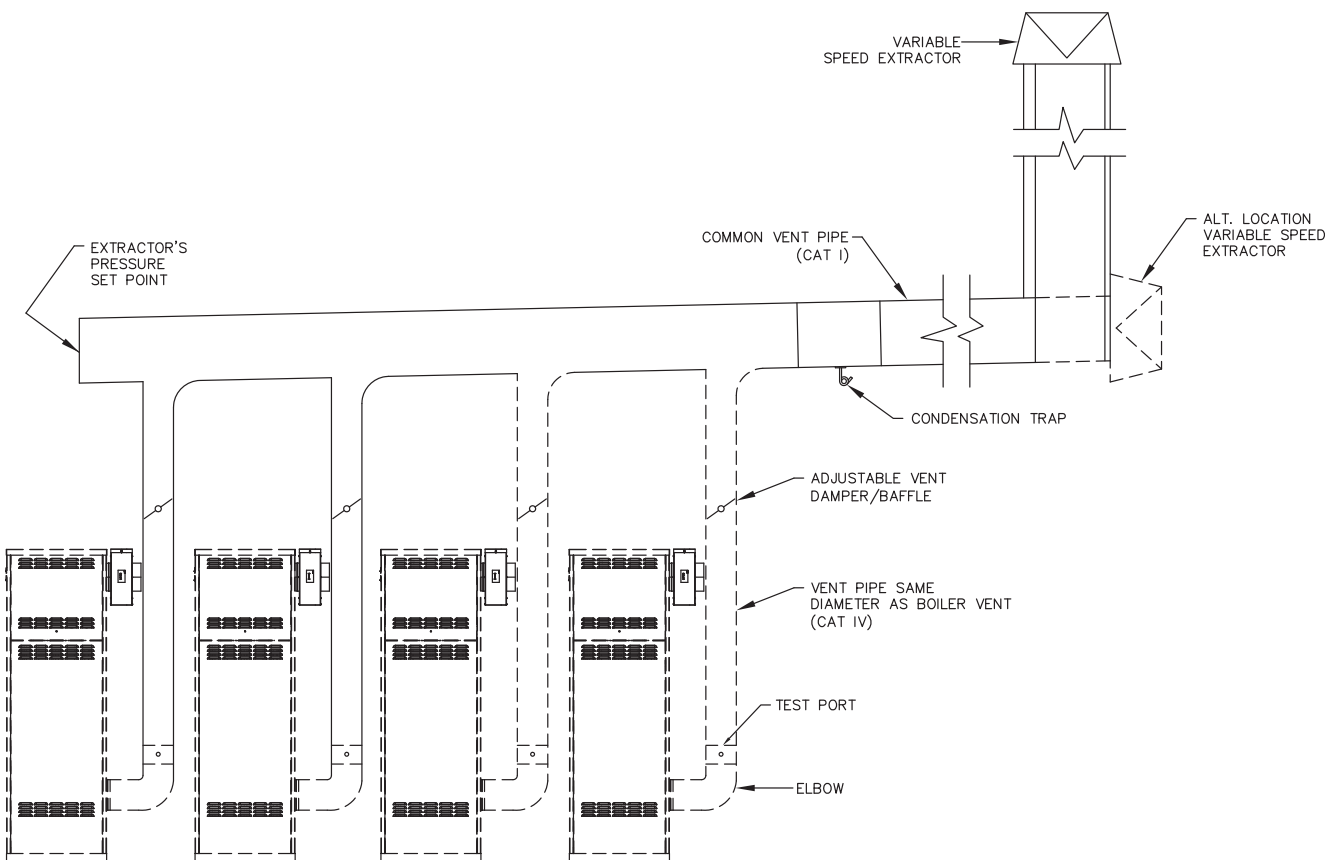 VARIABLE
SPEED EXTRACTOR
ALT. LOCATION
VARIABLE SPEED
EXTRACTOR
COMMON VENT PIPE
(CAT I)
EXTRACTOR'S
PRESSURE
SET POINT
CONDENSATION TRAP
ADJUSTABLE VENT
DAMPER/BAFFLE
VENT PIPE SAME
DIAMETER AS BOILER VENT
(CAT IV)
TEST PORT
ELBOW